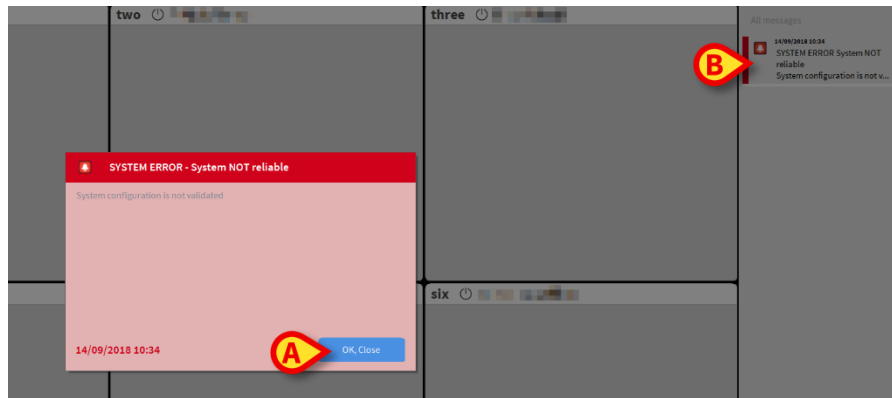 two
three
All messages
14/09/2018 10:34
SYSTEM ERROR System NOT
reliable
System configuration is not v...
B
SYSTEM ERROR - System NOT reliable
System configuration is not validated
six
14/09/2018 10:34
A
OK, Close